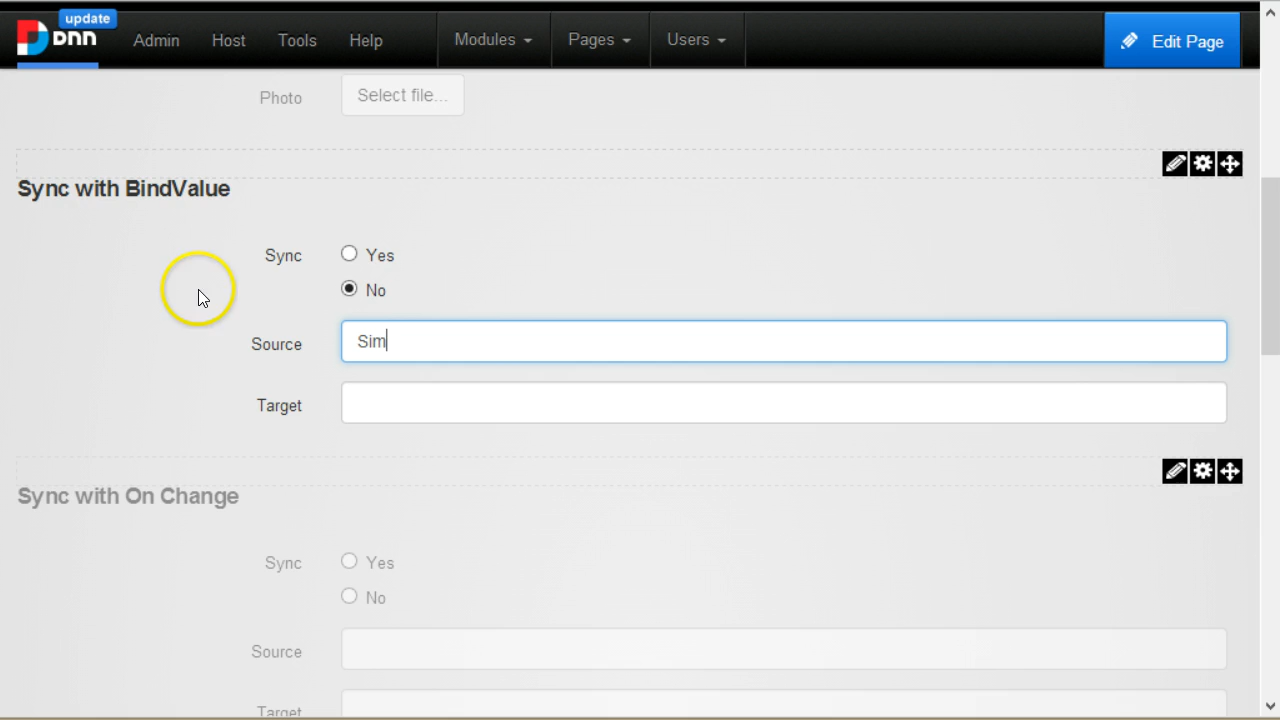 update
DNN Admin Host Tools Help Modules Pages Users Edit Page
Photo Select file...
Sync with BindValue
Sync Yes
No
Source Sim
Target
Sync with On Change
Sync Yes
No
Source
Target